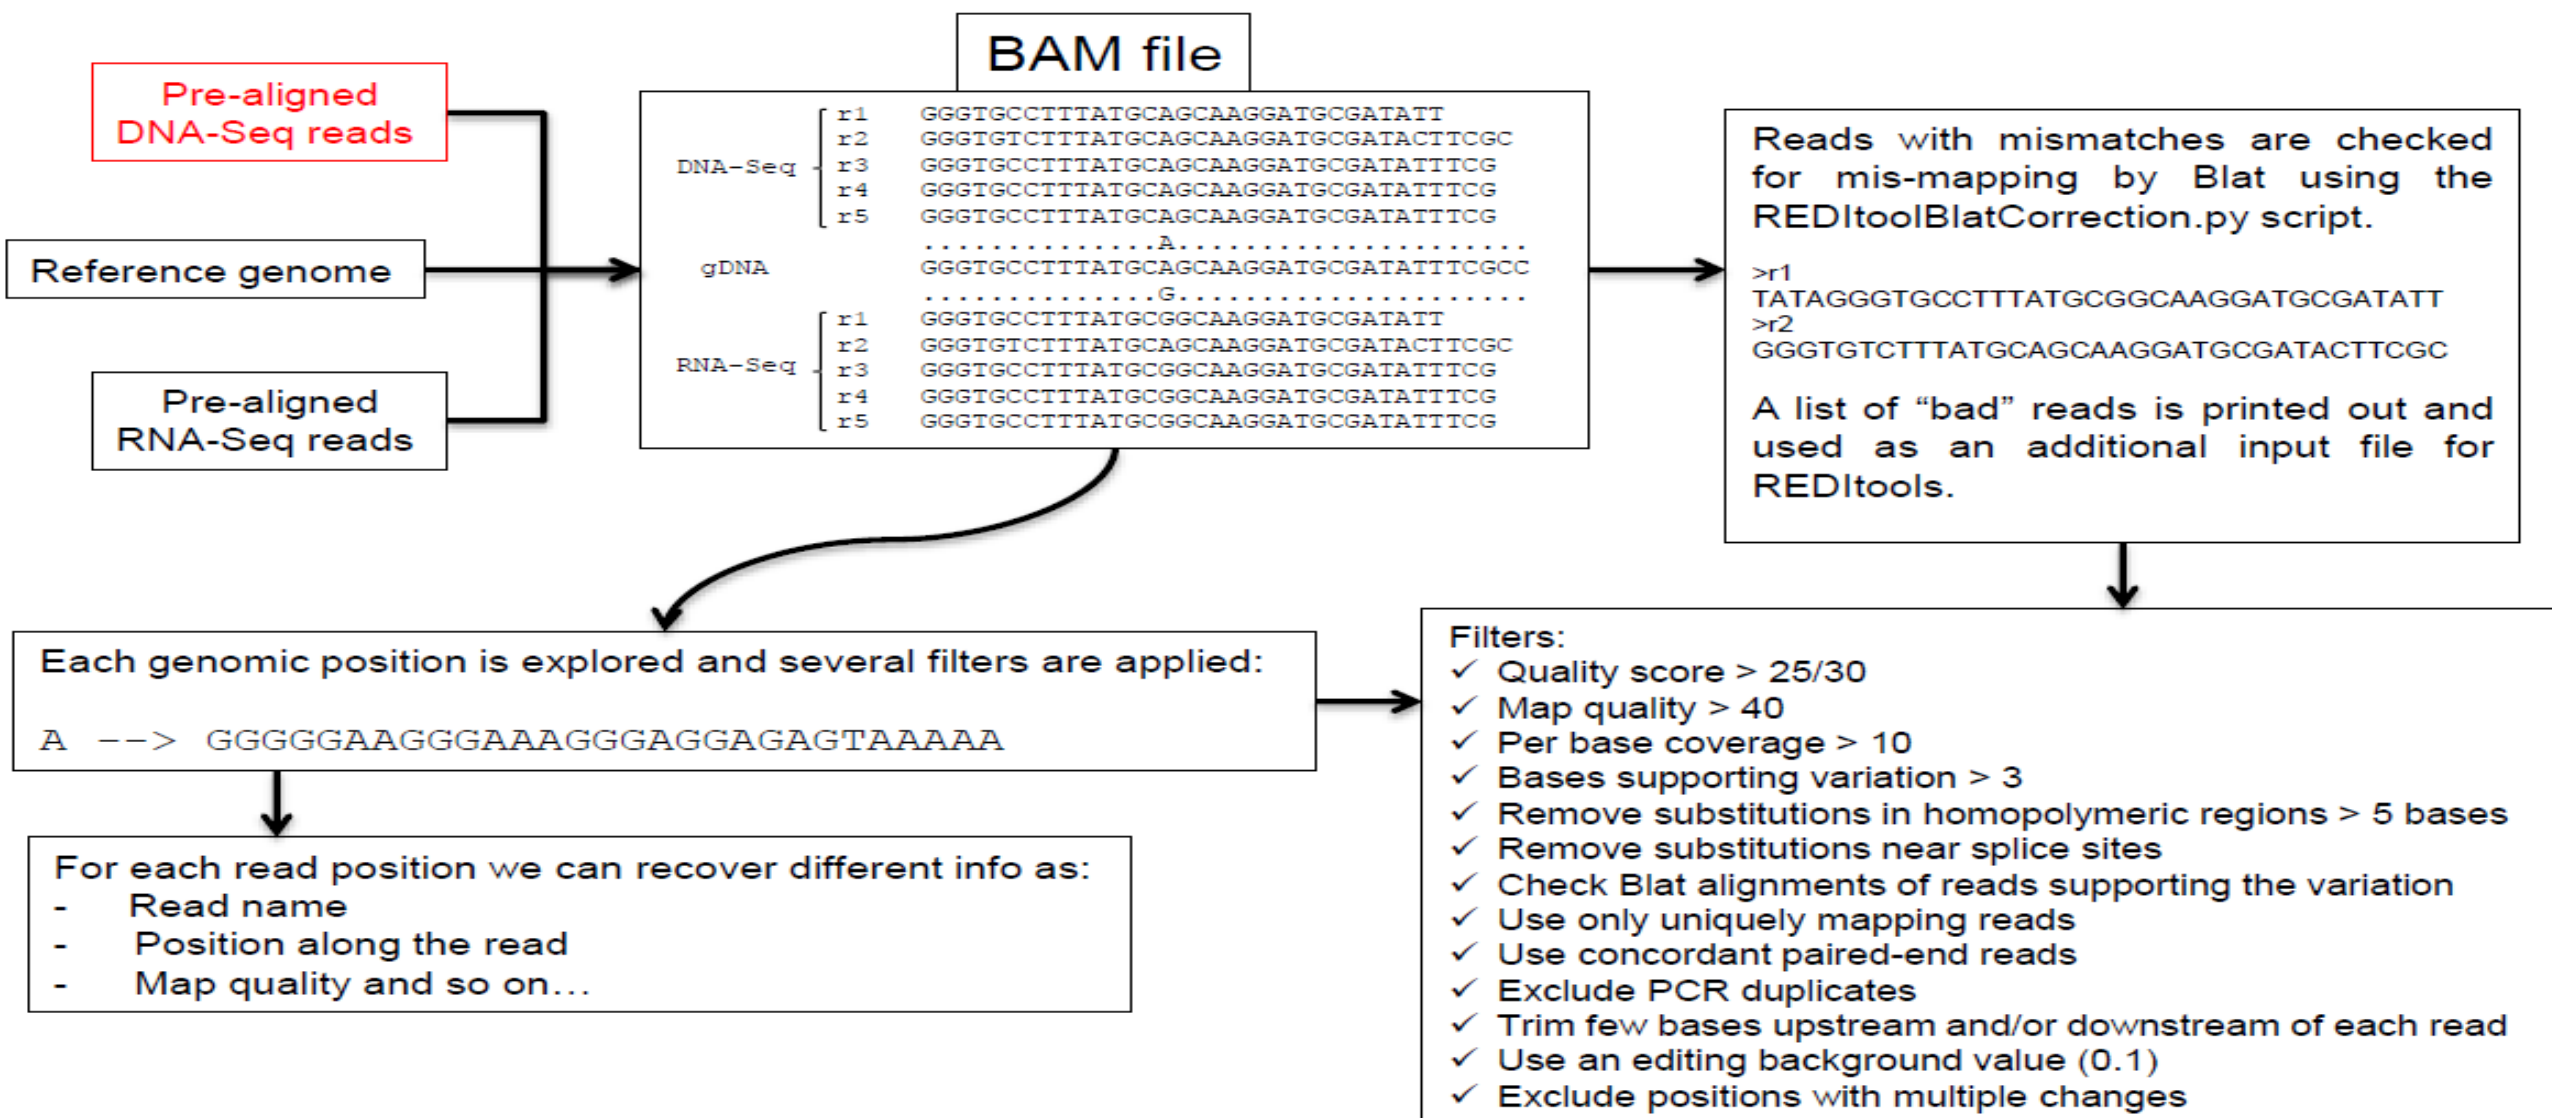 BAM file
Pre-aligned
DNA-Seq reads
Reference genome
Pre-aligned
RNA-Seq reads
DNA-Seq
r1 GGGTGCCTTTATGCAGCAAGGATGCGATATT
r2 GGGTGTCTTTATGCAGCAAGGATGCGATACTTCGC
r3 GGGTGCCTTTATGCAGCAAGGATGCGATATTTCG
r4 GGGTGCCTTTATGCAGCAAGGATGCGATATTTCG
r5 GGGTGCCTTTATGCAGCAAGGATGCGATATTTCG
..............A......................
gDNA GGGTGCCTTTATGCAGCAAGGATGCGATATTTCGCC
..............G......................
RNA-Seq
r1 GGGTGCCTTTATGCGGCAAGGATGCGATATT
r2 GGGTGTCTTTATGCAGCAAGGATGCGATACTTCGC
r3 GGGTGCCTTTATGCGGCAAGGATGCGATATTTCG
r4 GGGTGCCTTTATGCGGCAAGGATGCGATATTTCG
r5 GGGTGCCTTTATGCGGCAAGGATGCGATATTTCG
Reads with mismatches are checked
for mis-mapping by Blat using the
REDItoolBlatCorrection.py script.
>r1
TATAGGGTGCCTTTATGCGGCAAGGATGCGATATT
>r2
GGGTGTCTTTATGCAGCAAGGATGCGATACTTCGC
A list of “bad” reads is printed out and
used as an additional input file for
REDItools.
Each genomic position is explored and several filters are applied:
A --> GGGGGAAGGGAAAGGGAGGAGAGTAAAAA
For each read position we can recover different info as:
- Read name
- Position along the read
- Map quality and so on…
Filters:
✓ Quality score > 25/30
✓ Map quality > 40
✓ Per base coverage > 10
✓ Bases supporting variation > 3
✓ Remove substitutions in homopolymeric regions > 5 bases
✓ Remove substitutions near splice sites
✓ Check Blat alignments of reads supporting the variation
✓ Use only uniquely mapping reads
✓ Use concordant paired-end reads
✓ Exclude PCR duplicates
✓ Trim few bases upstream and/or downstream of each read
✓ Use an editing background value (0.1)
✓ Exclude positions with multiple changes